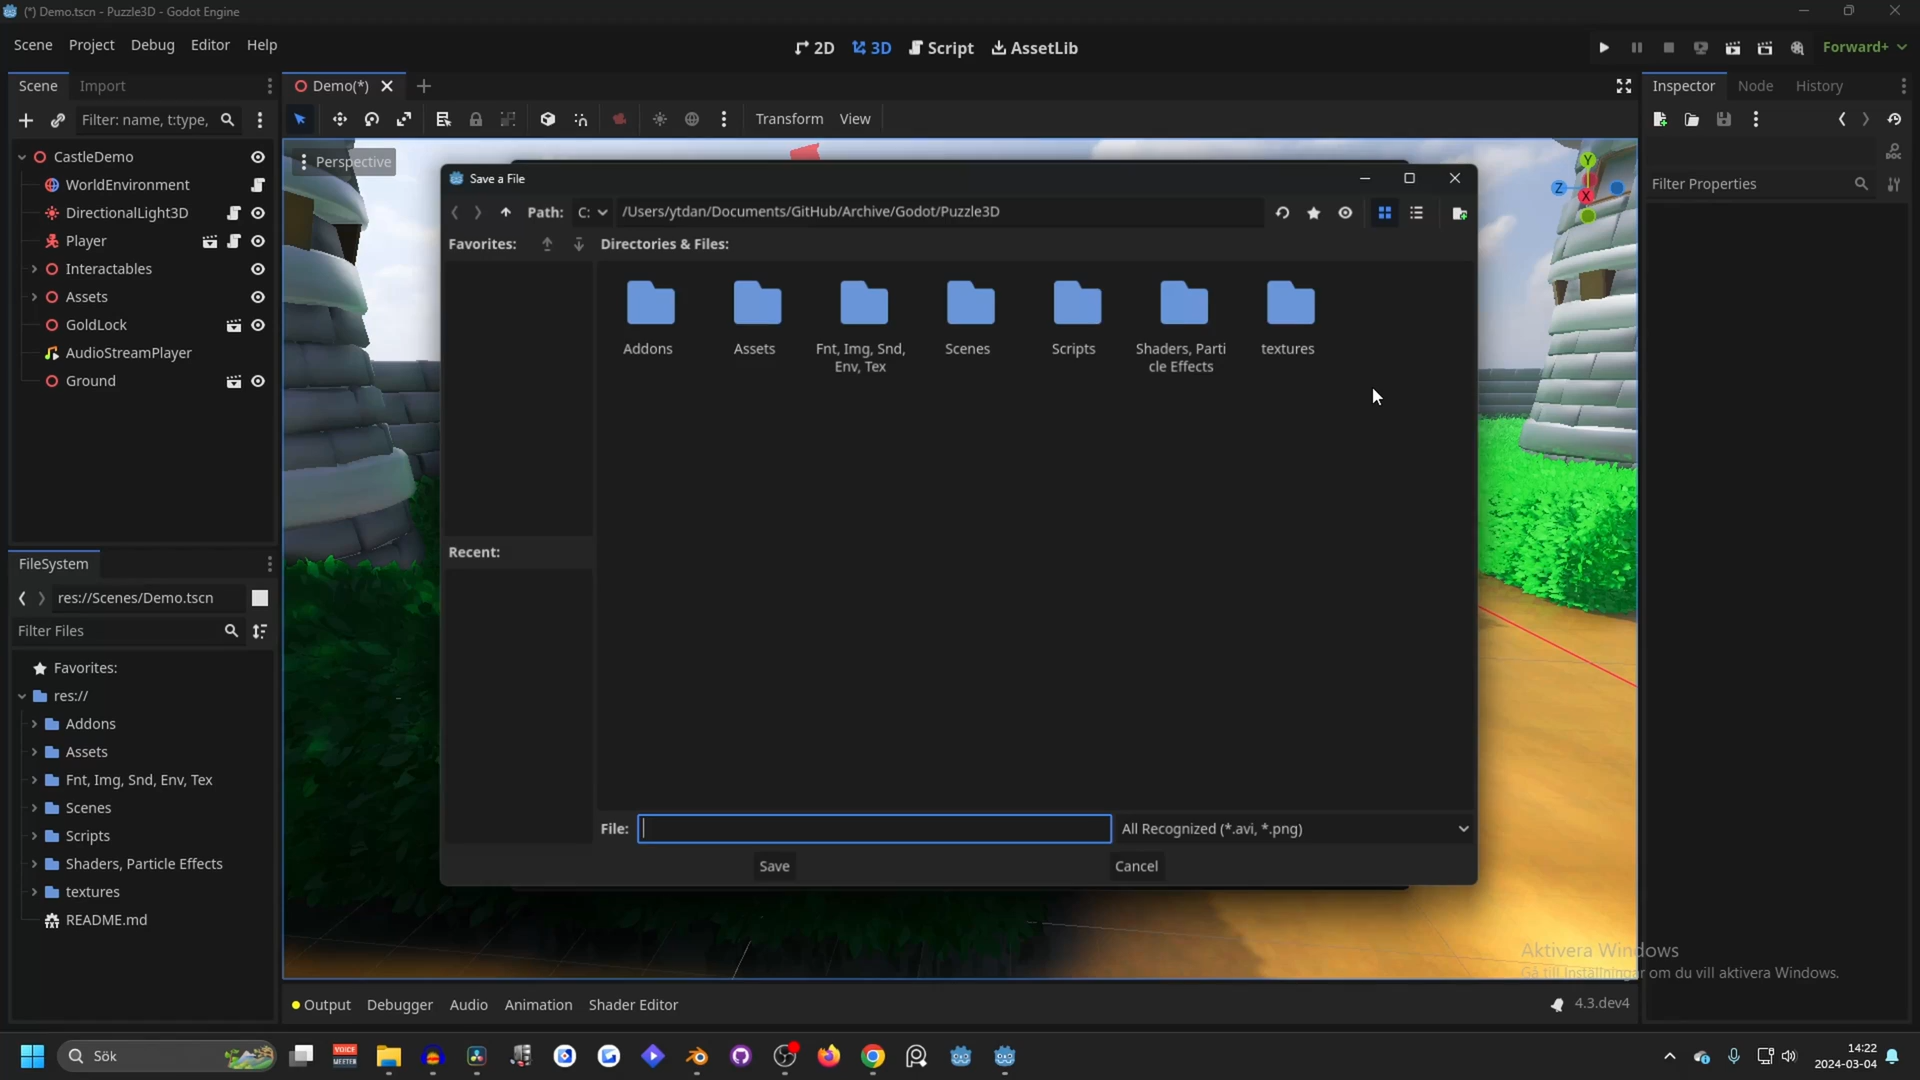 (*) Demo.tscn - Puzzle3D - Godot Engine
Scene Project Debug Editor Help
2D 3D Script AssetLib
Forward+
Scene Import
Demo(*)
Inspector Node History
Filter: name, t:type,
Transform View
CastleDemo
WorldEnvironment
DirectionalLight3D
Player
Interactables
Assets
GoldLock
AudioStreamPlayer
Ground
Perspective
Y
Z
X
Filter Properties
Save a File
Path: C: /Users/ytdan/Documents/GitHub/Archive/Godot/Puzzle3D
Favorites: Directories & Files:
Addons
Assets
Fnt, Img, Snd,
Env, Tex
Scenes
Scripts
Shaders, Parti
cle Effects
textures
Recent:
File: All Recognized (*.avi, *.png)
Save Cancel
FileSystem
res://Scenes/Demo.tscn
Filter Files
Favorites:
res://
Addons
Assets
Fnt, Img, Snd, Env, Tex
Scenes
Scripts
Shaders, Particle Effects
textures
README.md
Aktivera Windows
Gå till Inställningar om du vill aktivera Windows.
Output Debugger Audio Animation Shader Editor
4.3.dev4
Sök
VOICE
MEETER
14:22
2024-03-04